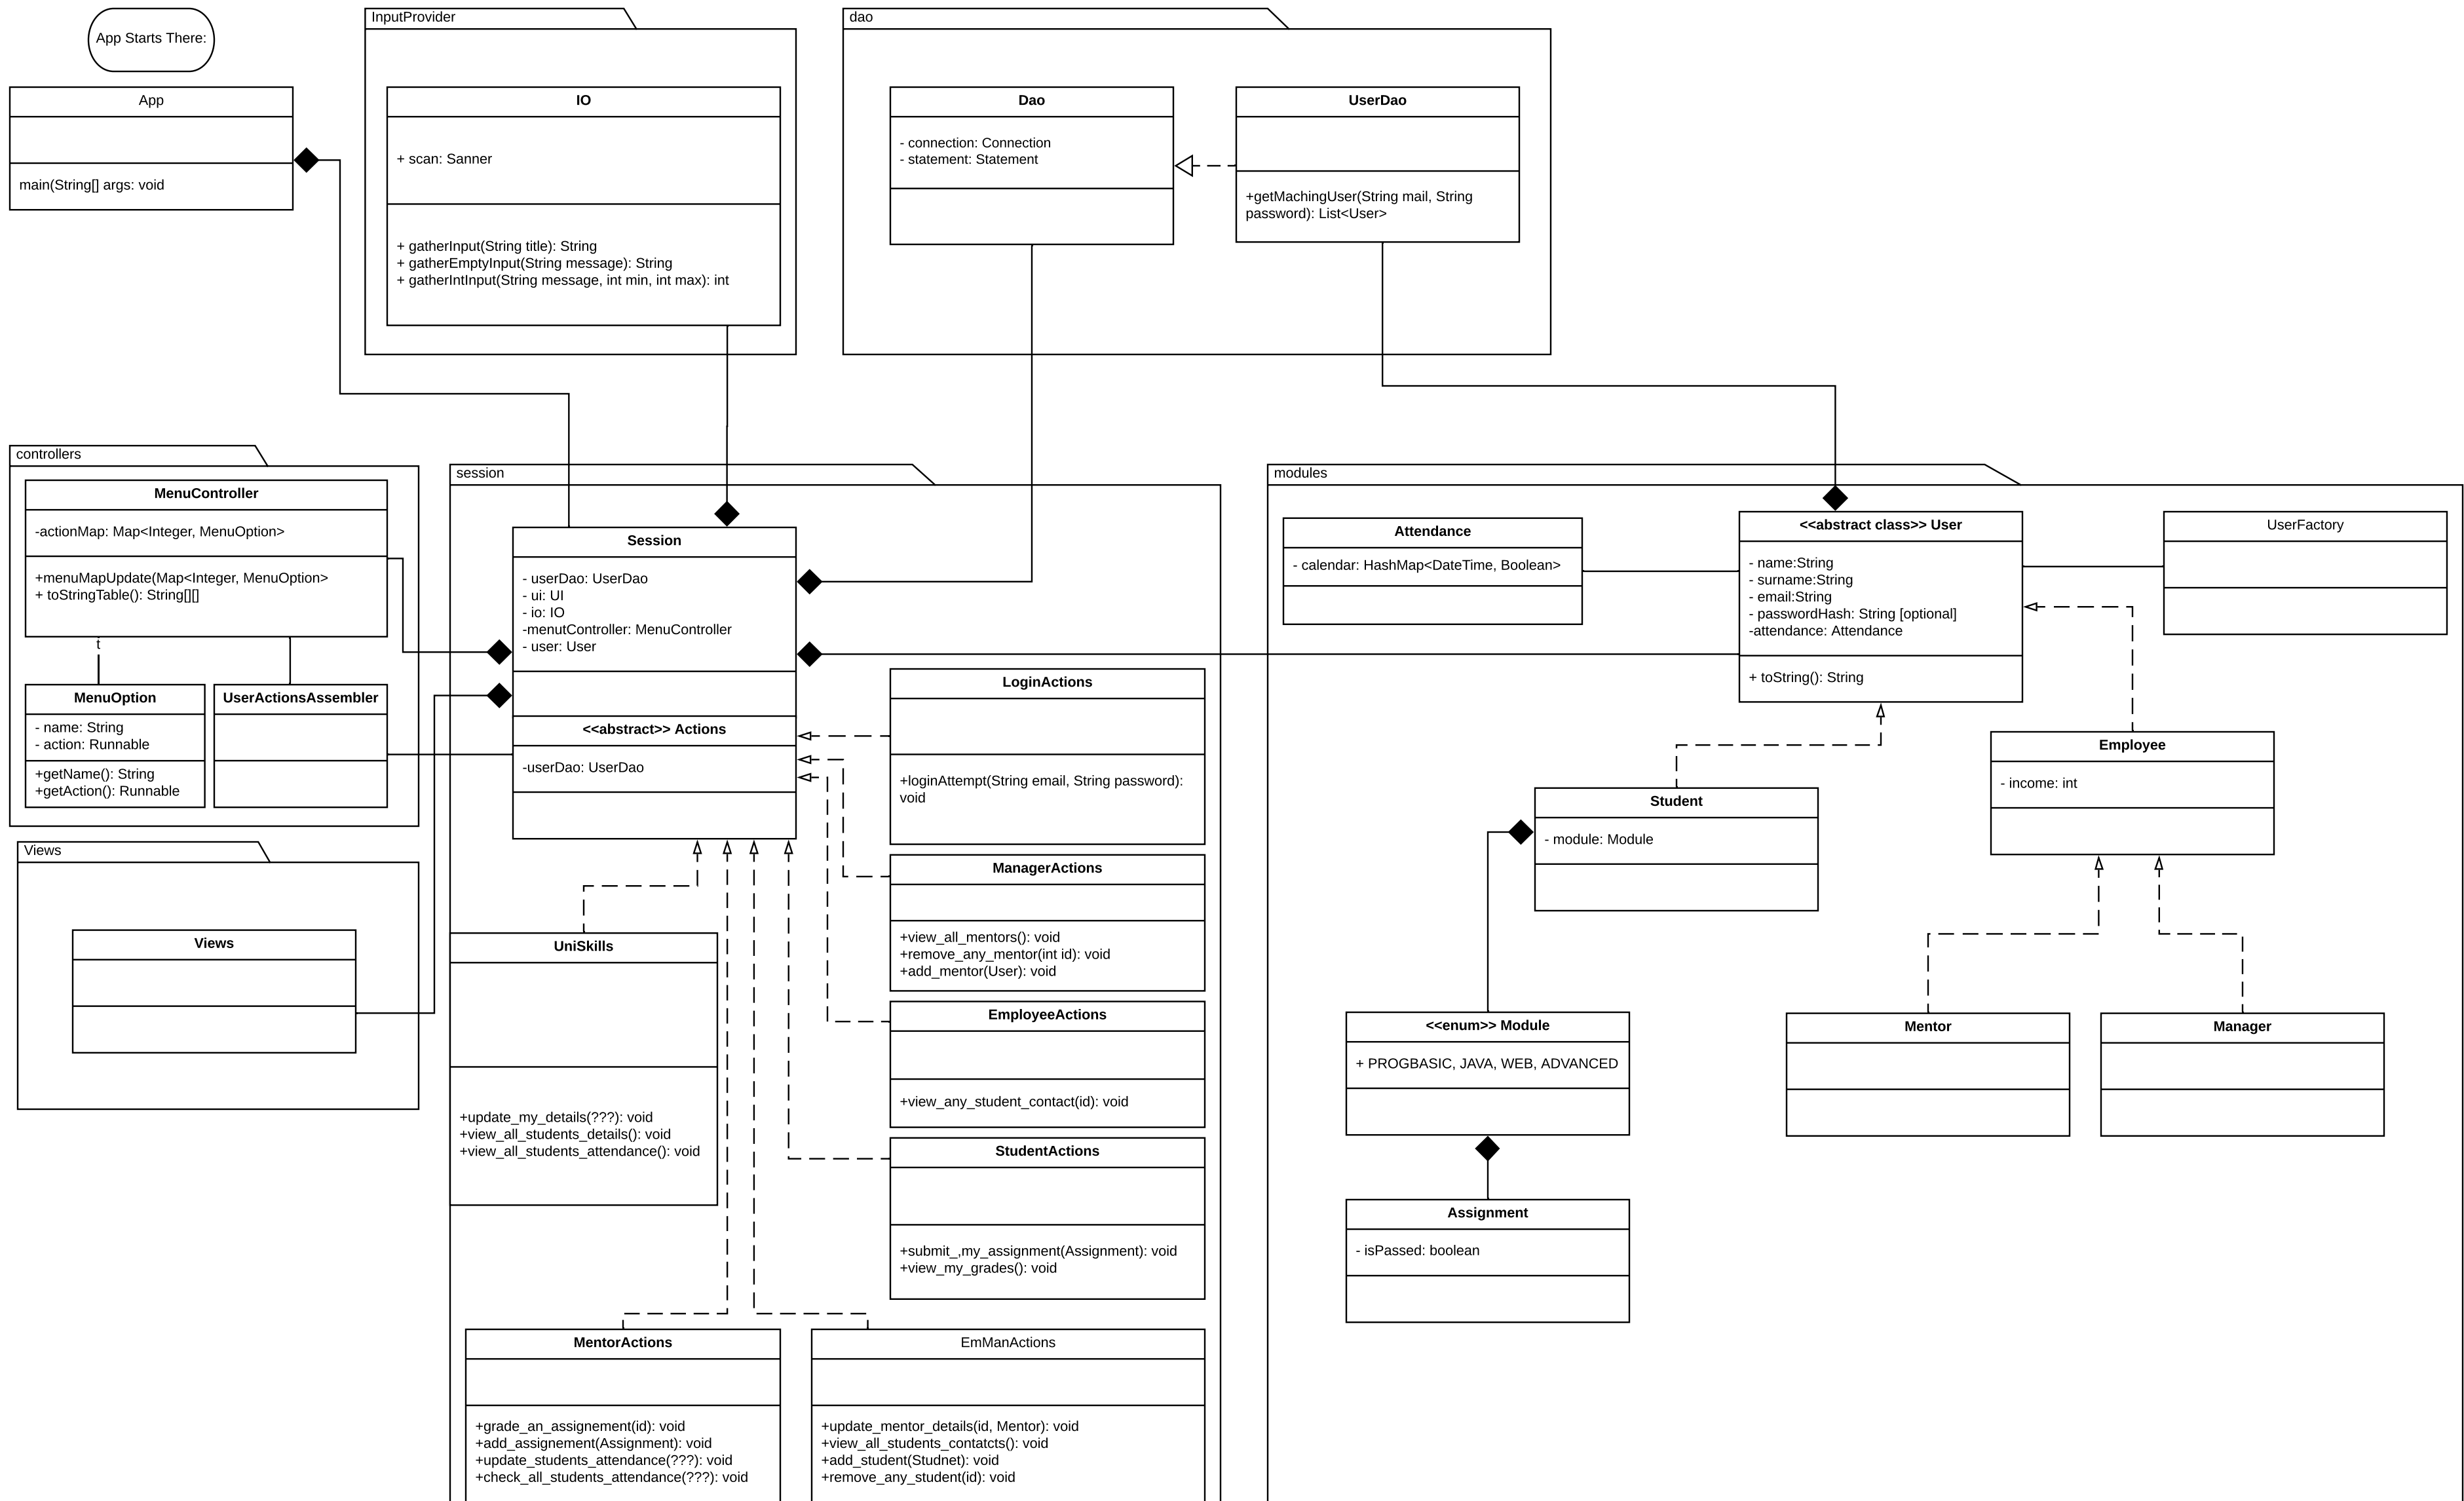 App Starts There:
App
main(String[] args: void
InputProvider
IO
+ scan: Sanner
+ gatherInput(String title): String
+ gatherEmptyInput(String message): String
+ gatherIntInput(String message, int min, int max): int
dao
Dao
- connection: Connection
- statement: Statement
UserDao
+getMachingUser(String mail, String
password): List<User>
controllers
MenuController
-actionMap: Map<Integer, MenuOption>
+menuMapUpdate(Map<Integer, MenuOption>
+ toStringTable(): String[][]
t
MenuOption
- name: String
- action: Runnable
+getName(): String
+getAction(): Runnable
UserActionsAssembler
Views
Views
session
Session
- userDao: UserDao
- ui: UI
- io: IO
-menutController: MenuController
- user: User
<<abstract>> Actions
-userDao: UserDao
LoginActions
+loginAttempt(String email, String password):
void
ManagerActions
+view_all_mentors(): void
+remove_any_mentor(int id): void
+add_mentor(User): void
EmployeeActions
+view_any_student_contact(id): void
StudentActions
+submit_,my_assignment(Assignment): void
+view_my_grades(): void
UniSkills
+update_my_details(???): void
+view_all_students_details(): void
+view_all_students_attendance(): void
MentorActions
+grade_an_assignement(id): void
+add_assignement(Assignment): void
+update_students_attendance(???): void
+check_all_students_attendance(???): void
EmManActions
+update_mentor_details(id, Mentor): void
+view_all_students_contatcts(): void
+add_student(Studnet): void
+remove_any_student(id): void
modules
Attendance
- calendar: HashMap<DateTime, Boolean>
<<abstract class>> User
- name:String
- surname:String
- email:String
- passwordHash: String [optional]
-attendance: Attendance
+ toString(): String
UserFactory
Employee
- income: int
Student
- module: Module
<<enum>> Module
+ PROGBASIC, JAVA, WEB, ADVANCED
Mentor
Manager
Assignment
- isPassed: boolean